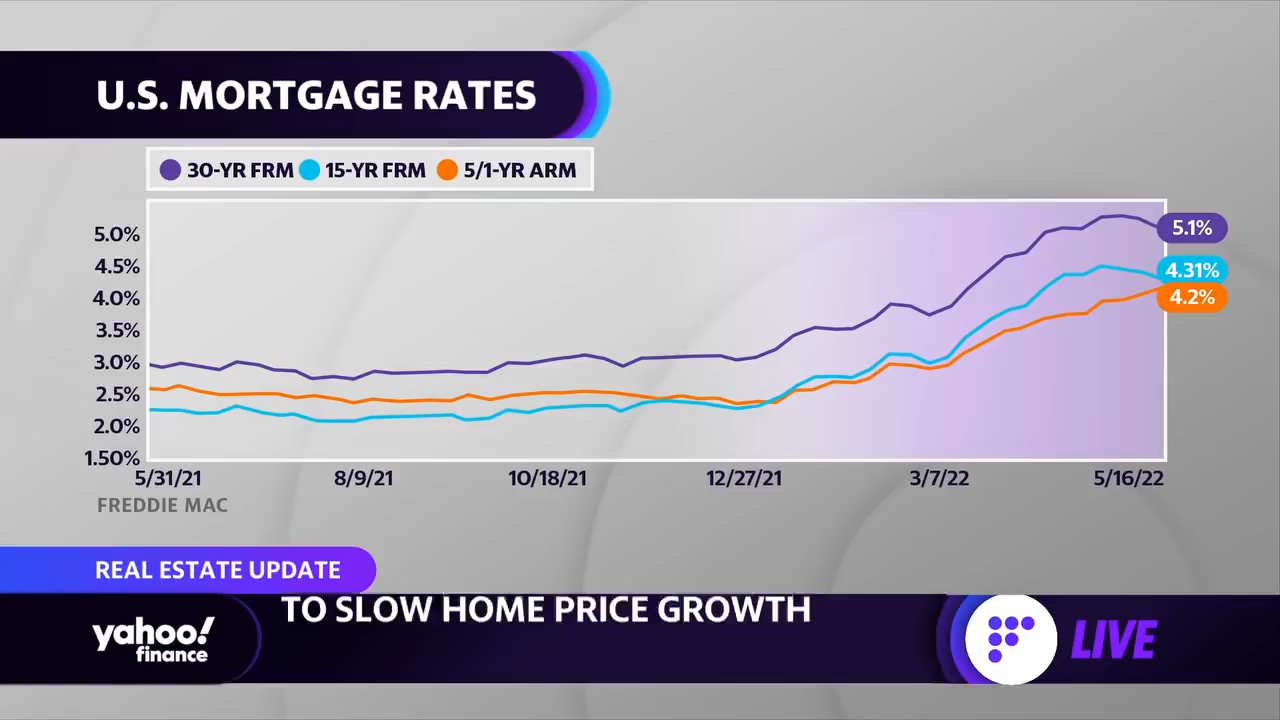 U.S. MORTGAGE RATES
30-YR FRM 15-YR FRM 5/1-YR ARM
5.0%
4.5%
4.0%
3.5%
3.0%
2.5%
2.0%
1.50%
5.1%
4.31%
4.2%
5/31/21 8/9/21 10/18/21 12/27/21 3/7/22 5/16/22
FREDDIE MAC
REAL ESTATE UPDATE
TO SLOW HOME PRICE GROWTH
yahoo!
finance
LIVE